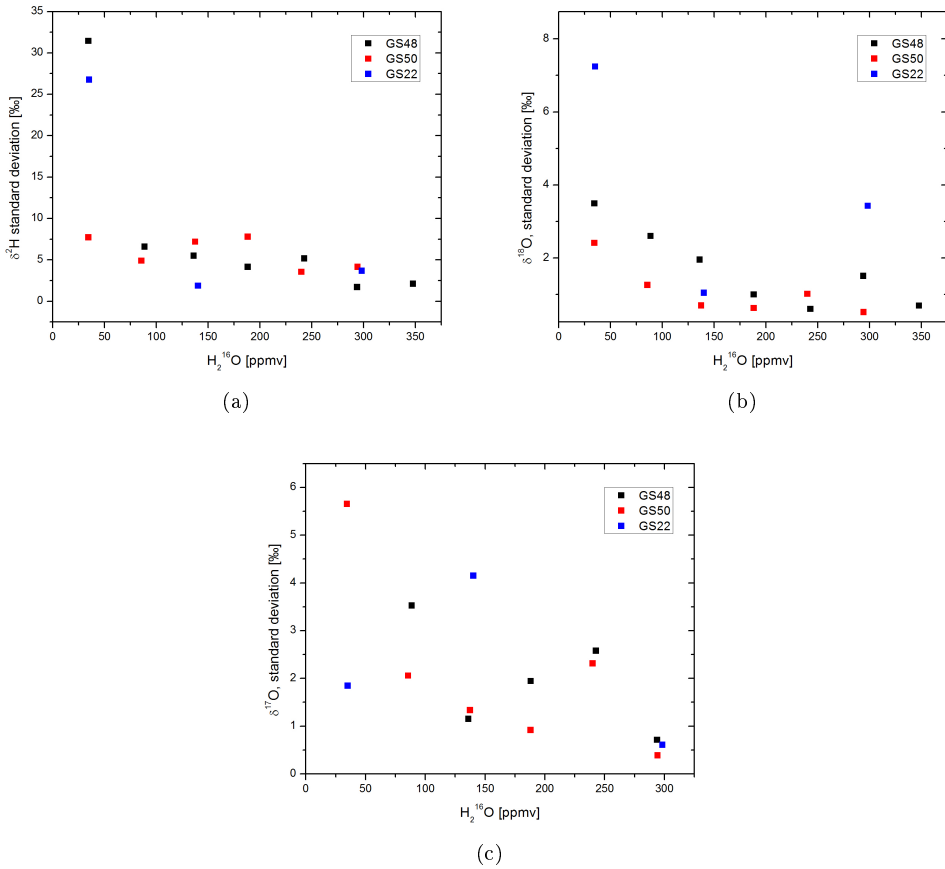 35
30
25
20
15
10
5
0
δ²H standard deviation [‰]
GS48
GS50
GS22
0 50 100 150 200 250 300 350
H₂¹⁶O [ppmv]
(a)
8
6
4
2
δ¹⁸O, standard deviation [‰]
GS48
GS50
GS22
0 50 100 150 200 250 300 350
H₂¹⁶O [ppmv]
(b)
6
5
4
3
2
1
0
δ¹⁷O, standard deviation [‰]
GS48
GS50
GS22
0 50 100 150 200 250 300
H₂¹⁶O [ppmv]
(c)